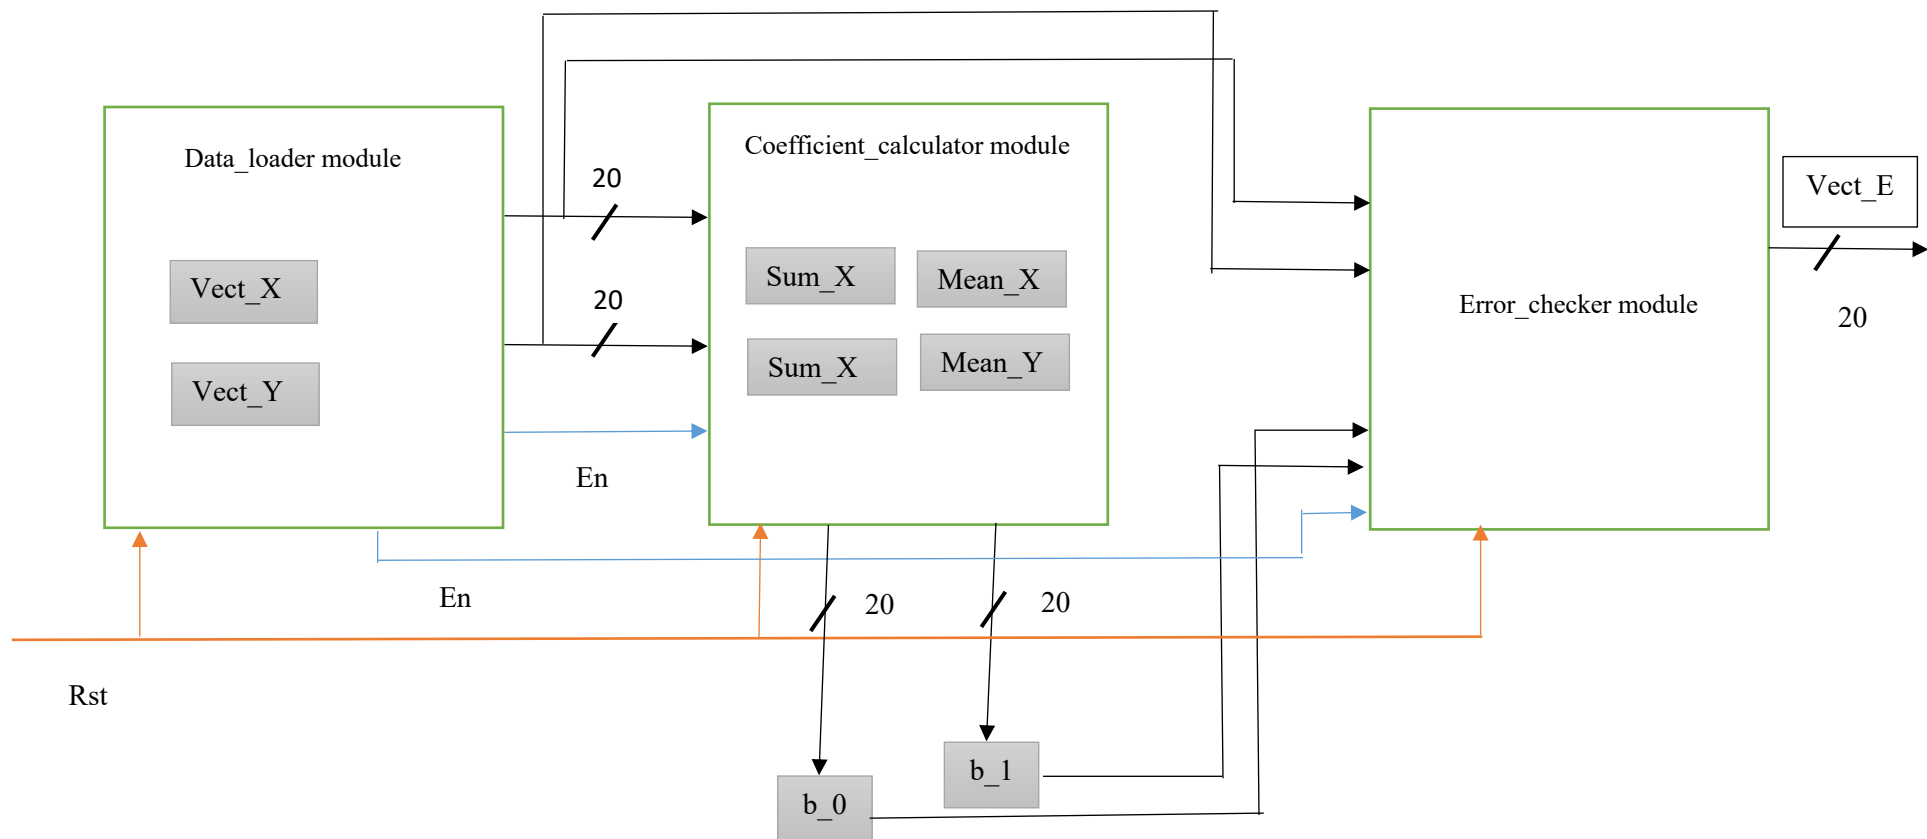 Data_loader module
Vect_X
Vect_Y
20
20
En
Coefficient_calculator module
Sum_X
Mean_X
Sum_X
Mean_Y
Error_checker module
Vect_E
20
En
20
20
Rst
b_1
b_0